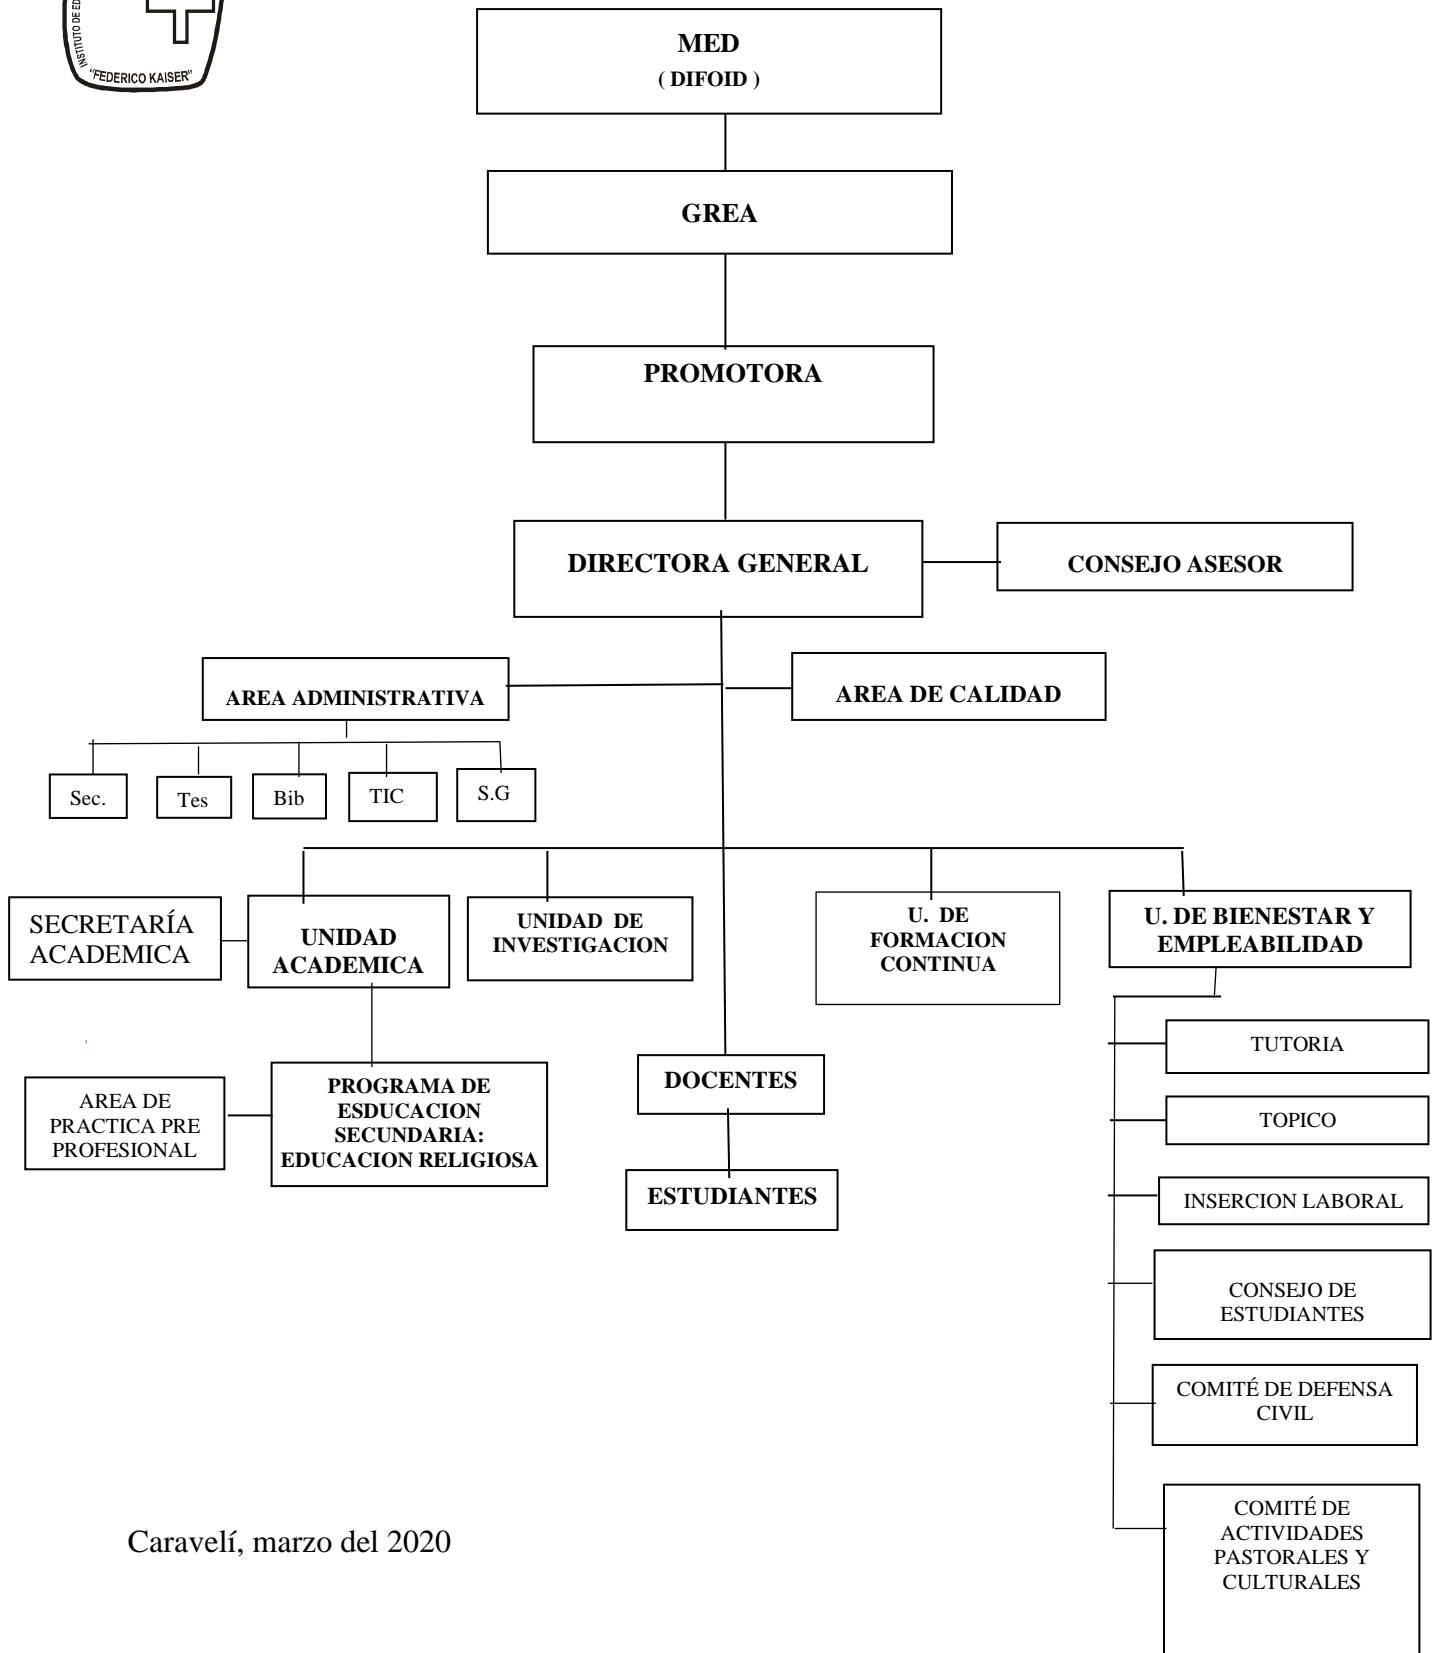 INSTITUTO DE ED
"FEDERICO KAISER"
MED
( DIFOID )
GREA
PROMOTORA
DIRECTORA GENERAL
CONSEJO ASESOR
AREA ADMINISTRATIVA
AREA DE CALIDAD
Sec.
Tes
Bib
TIC
S.G
SECRETARÍA
ACADEMICA
UNIDAD
ACADEMICA
UNIDAD DE
INVESTIGACION
U. DE
FORMACION
CONTINUA
U. DE BIENESTAR Y
EMPLEABILIDAD
AREA DE
PRACTICA PRE
PROFESIONAL
PROGRAMA DE
ESDUCACION
SECUNDARIA:
EDUCACION RELIGIOSA
DOCENTES
ESTUDIANTES
TUTORIA
TOPICO
INSERCION LABORAL
CONSEJO DE
ESTUDIANTES
COMITÉ DE DEFENSA
CIVIL
COMITÉ DE
ACTIVIDADES
PASTORALES Y
CULTURALES
Caravelí, marzo del 2020